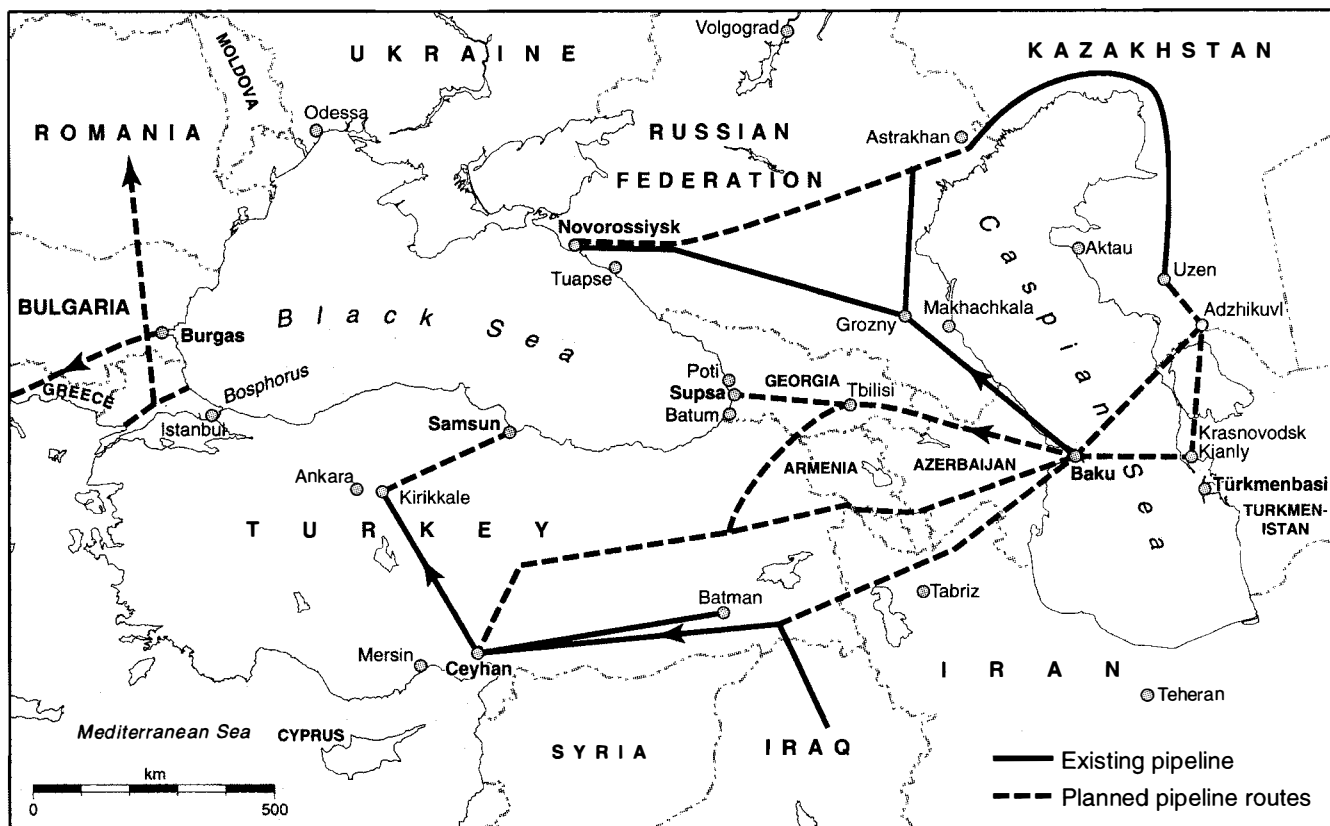 Volgograd
UKRAINE
KAZAKHSTAN
MOLDOVA
Odessa
ROMANIA
RUSSIAN
Astrakhan
FEDERATION
Novorossiysk
Caspian Sea
Aktau
Uzen
Tuapse
BULGARIA
Black Sea
Makhachkala
Adzhikuvl
Burgas
Grozny
Poti
GEORGIA
Tbilisi
GREECE
Bosphorus
Supsa
Batum
Istanbul
Samsun
Krasnovodsk
Kianly
Ankara
Kirikkale
ARMENIA
AZERBAIJAN
Baku
Türkmenbasi
TURKEY
TURKMEN-
ISTAN
Batman
Tabriz
Mersin
Ceyhan
IRAN
Teheran
Mediterranean Sea
CYPRUS
SYRIA
IRAQ
Existing pipeline
Planned pipeline routes
km
0
500